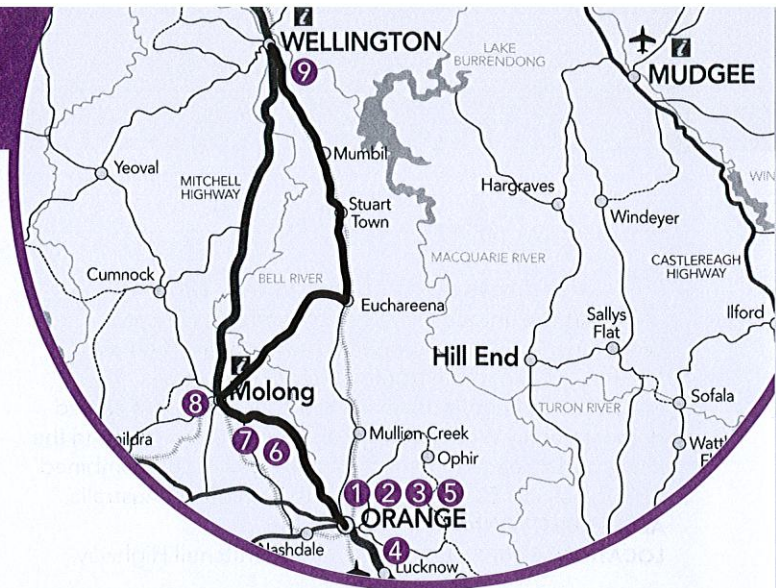 i
WELLINGTON
9
LAKE
BURRENDONG
i
MUDGEE
Yeoval
MITCHELL
HIGHWAY
Mumbil
Stuart
Town
Hargraves
Windeyer
WIN
Cumnock
BELL RIVER
Euchareena
MACQUARIE RIVER
CASTLEREAGH
HIGHWAY
Sallys
Flat
Ilford
Hill End
i
Molong
8
7 6
TURON RIVER
Sofala
Mullion Creek
Ophir
1 2 3 5
ORANGE
4
Lucknow